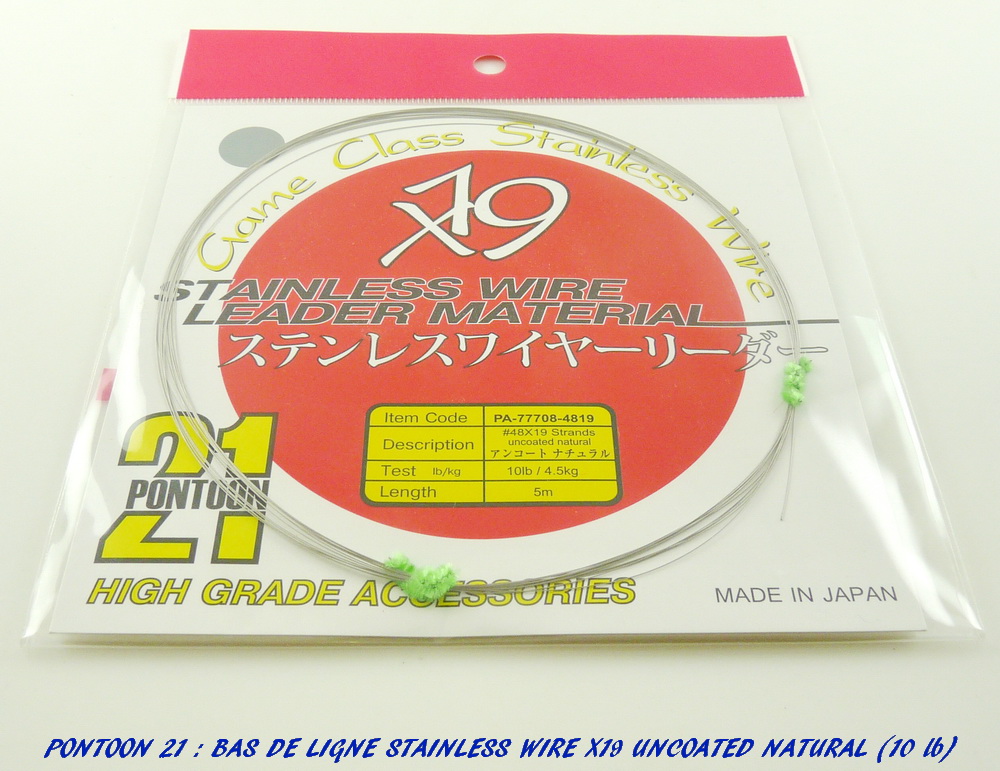 Game Class Stainless Wire
X19
STAINLESS WIRE
LEADER MATERIAL
ステンレスワイヤーリーダー
Item Code PA-77708-4819
Description #48X19 Strands
uncoated natural
アンコート ナチュラル
Test lb/kg 10lb / 4.5kg
Length 5m
21
PONTOON
HIGH GRADE ACCESSORIES
MADE IN JAPAN
PONTOON 21 : BAS DE LIGNE STAINLESS WIRE X19 UNCOATED NATURAL (10 lb)